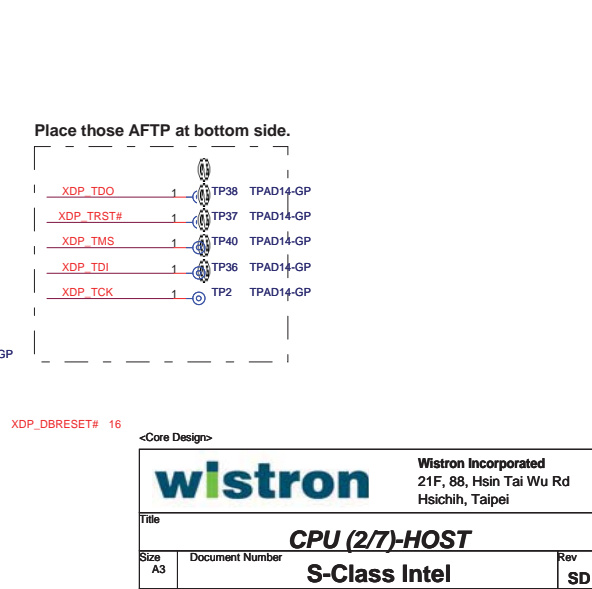 Place those AFTP at bottom side.
XDP_TDO 1 TP38 TPAD14-GP
XDP_TRST# 1 TP37 TPAD14-GP
XDP_TMS 1 TP40 TPAD14-GP
XDP_TDI 1 TP36 TPAD14-GP
XDP_TCK 1 TP2 TPAD14-GP
GP
XDP_DBRESET# 16
<Core Design>
wistron
Wistron Incorporated
21F, 88, Hsin Tai Wu Rd
Hsichih, Taipei
Title
CPU (2/7)-HOST
Size
A3
Document Number
S-Class Intel
Rev
SD